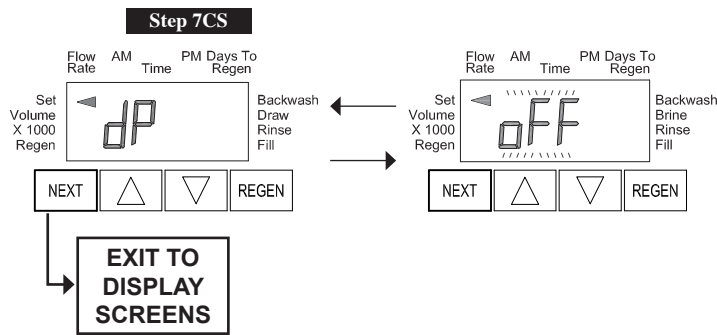 Step 7CS
Flow Rate AM Time PM Days To Regen
Set Volume X 1000 Regen
dP
Backwash Draw Rinse Fill
NEXT REGEN
EXIT TO
DISPLAY
SCREENS
Flow Rate AM Time PM Days To Regen
Set Volume X 1000 Regen
oFF
Backwash Brine Rinse Fill
NEXT REGEN